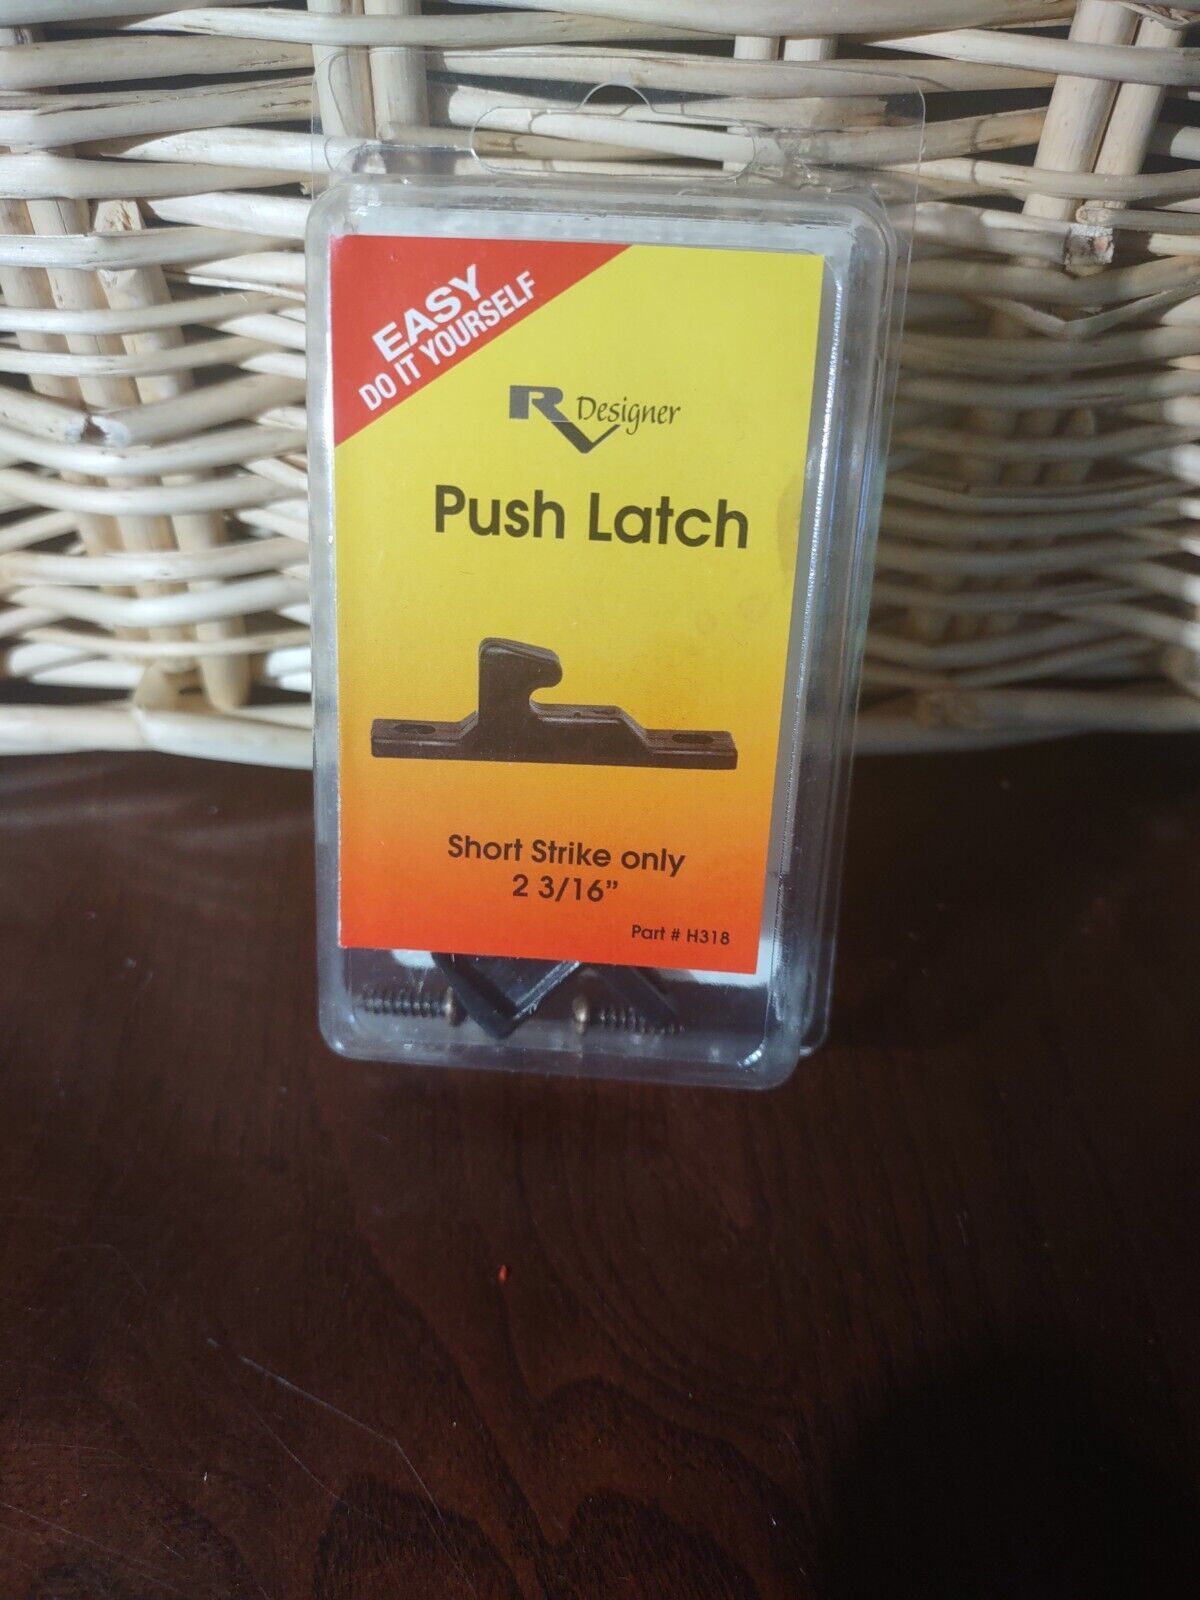 EASY
DO IT YOURSELF
RV Designer
Push Latch
Short Strike only
2 3/16”
Part # H318